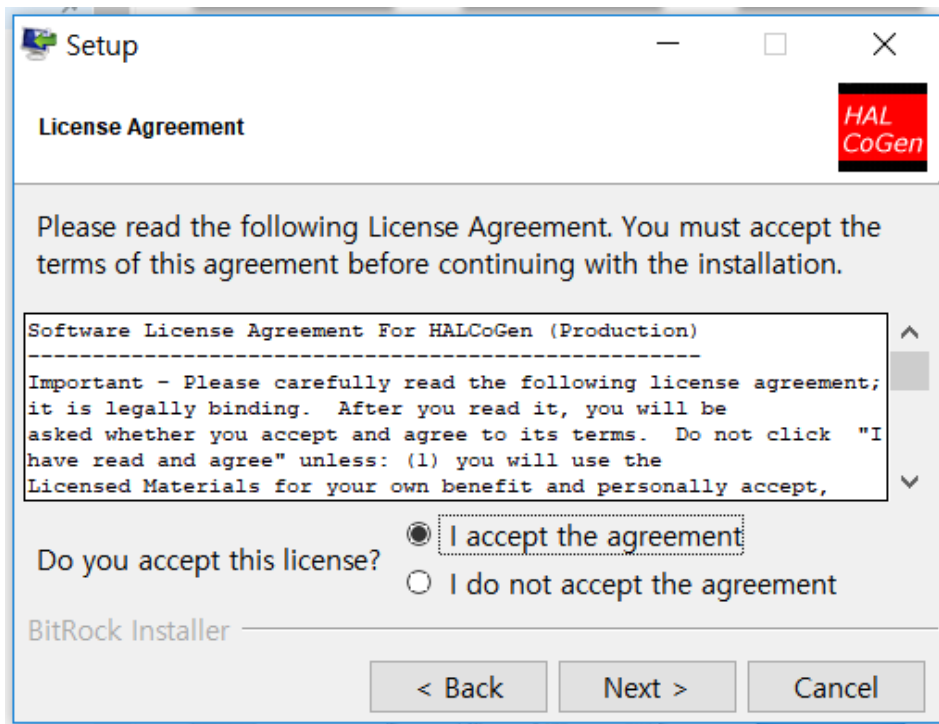 Setup
License Agreement
HAL
CoGen
Please read the following License Agreement. You must accept the
terms of this agreement before continuing with the installation.
Software License Agreement For HALCoGen (Production)
----------------------------------------------------
Important - Please carefully read the following license agreement;
it is legally binding.  After you read it, you will be
asked whether you accept and agree to its terms.  Do not click  "I
have read and agree" unless: (1) you will use the
Licensed Materials for your own benefit and personally accept,
Do you accept this license?
I accept the agreement
I do not accept the agreement
BitRock Installer
< Back
Next >
Cancel